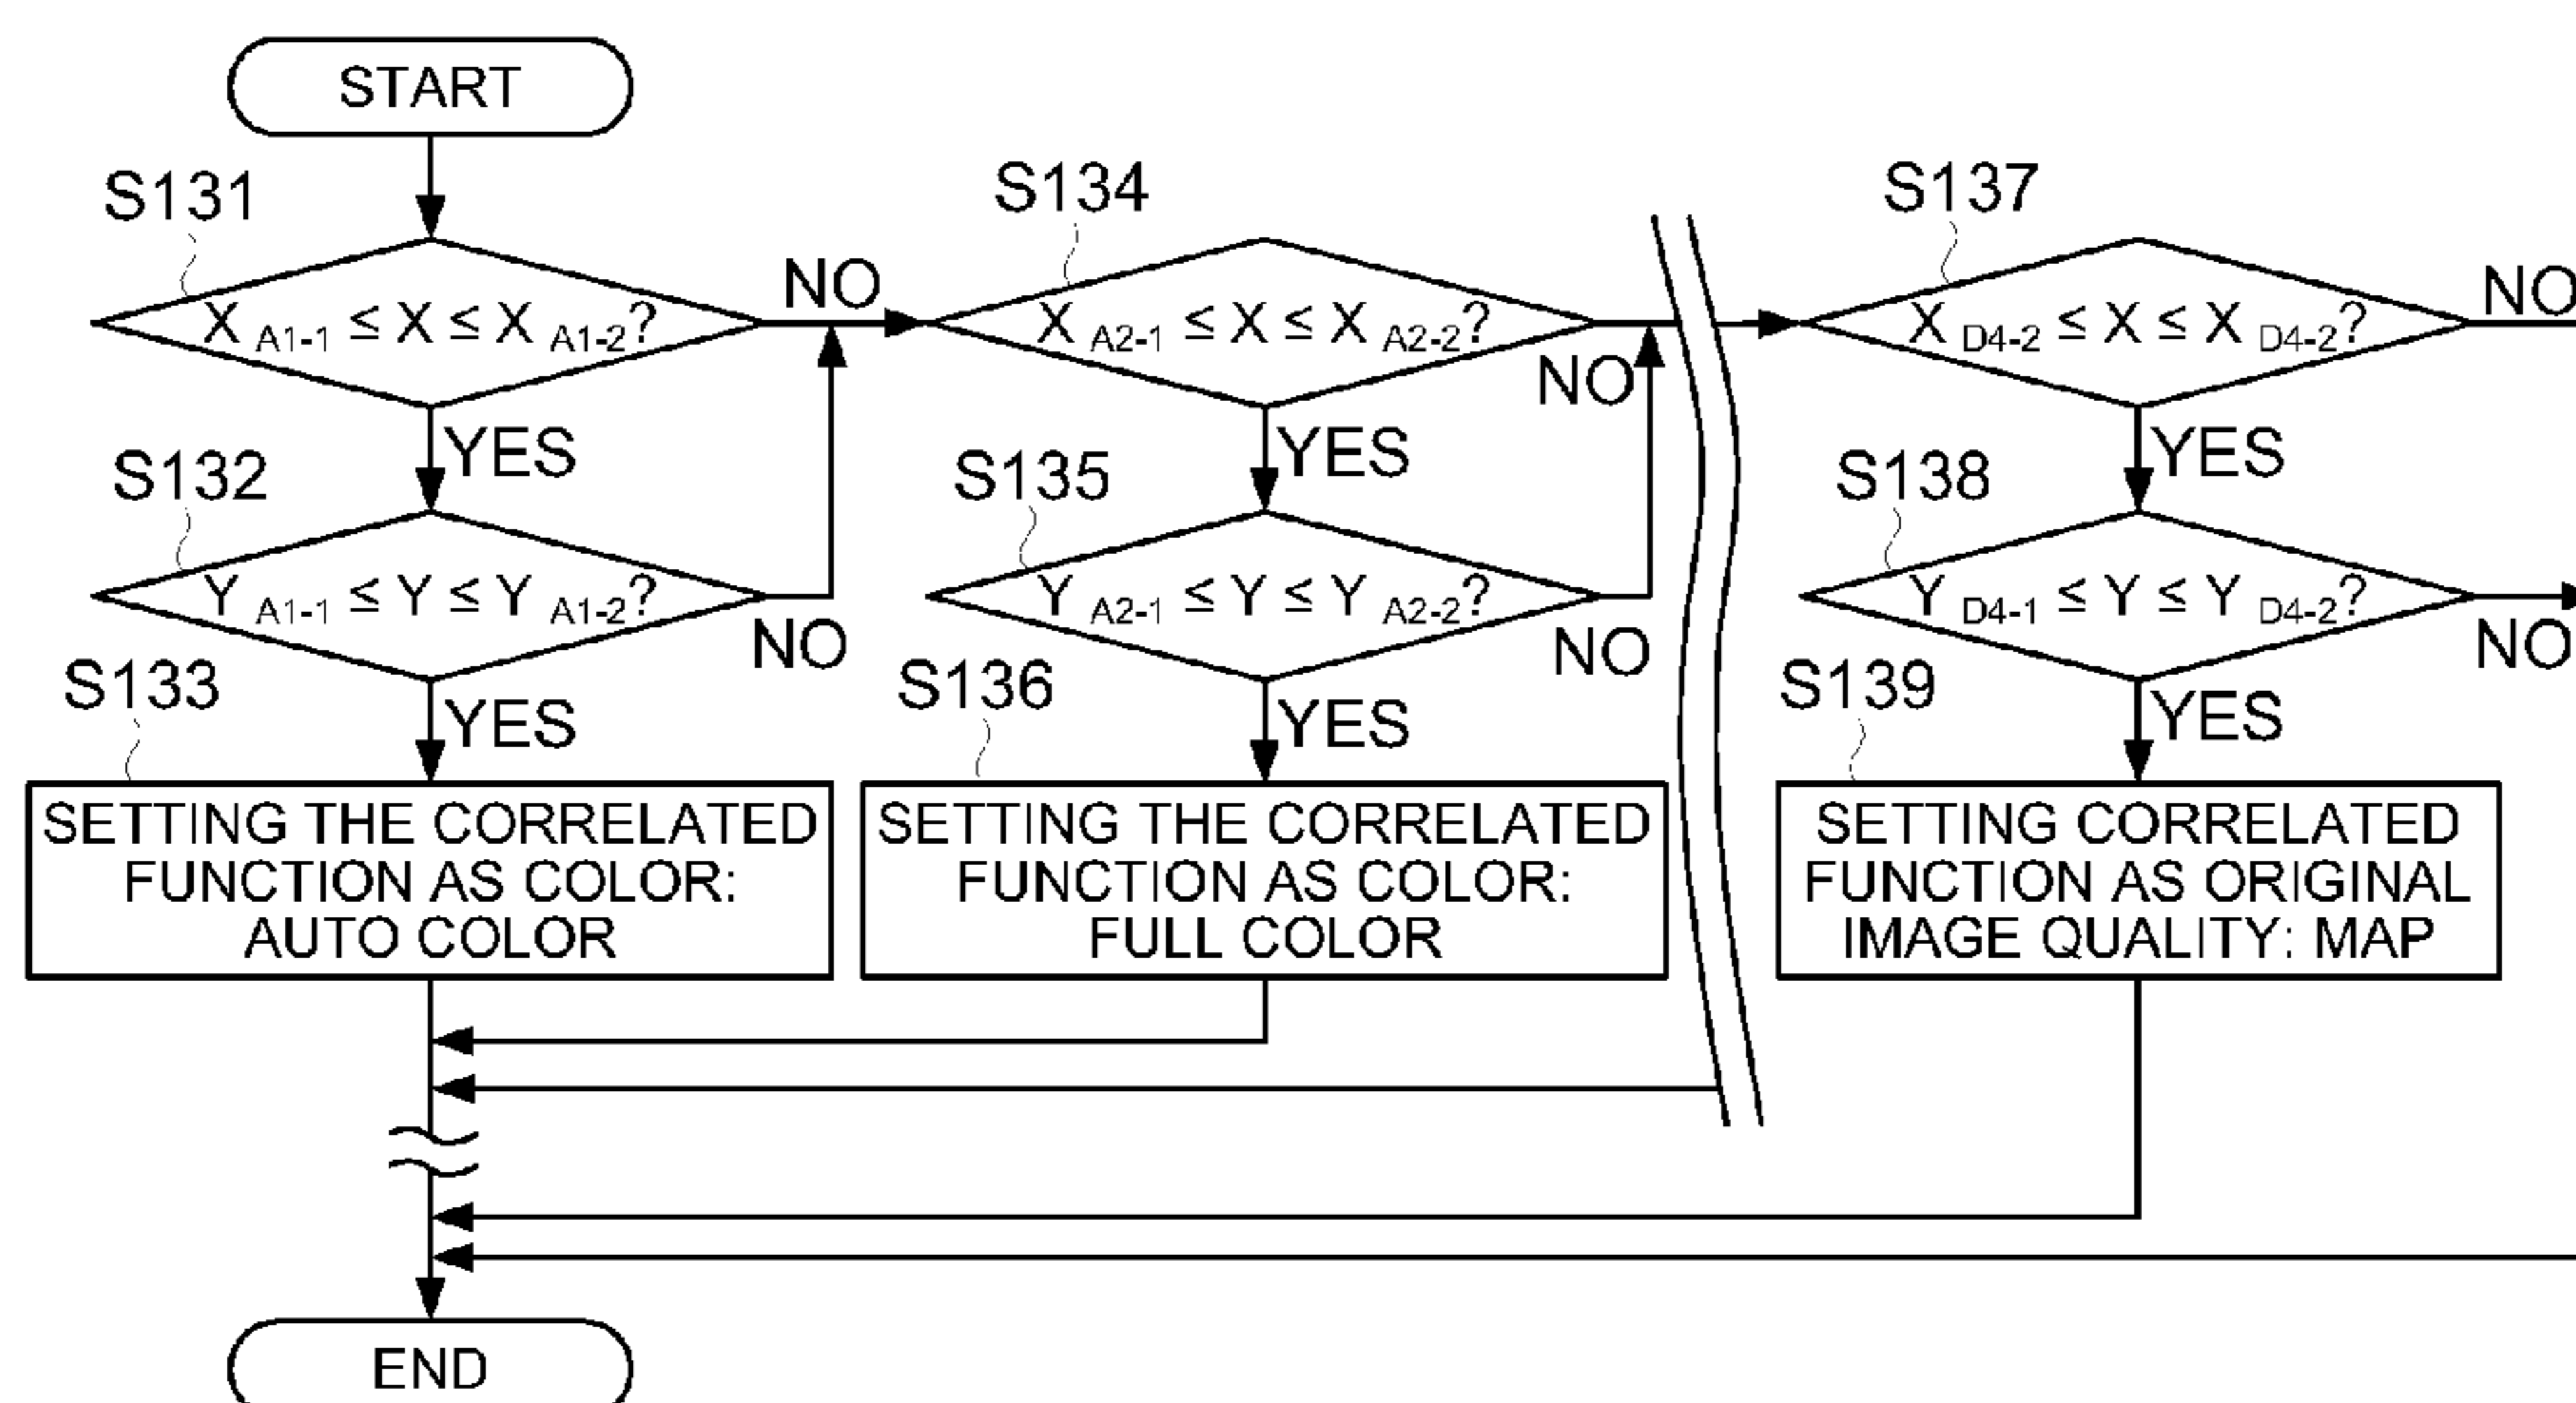 START
S131
X A1-1 ≤ X ≤ X A1-2?
NO
YES
S132
Y A1-1 ≤ Y ≤ Y A1-2?
NO
YES
S133
SETTING THE CORRELATED
FUNCTION AS COLOR:
AUTO COLOR
S134
X A2-1 ≤ X ≤ X A2-2?
NO
YES
S135
Y A2-1 ≤ Y ≤ Y A2-2?
NO
YES
S136
SETTING THE CORRELATED
FUNCTION AS COLOR:
FULL COLOR
S137
X D4-2 ≤ X ≤ X D4-2?
NO
YES
S138
Y D4-1 ≤ Y ≤ Y D4-2?
NO
YES
S139
SETTING CORRELATED
FUNCTION AS ORIGINAL
IMAGE QUALITY: MAP
END